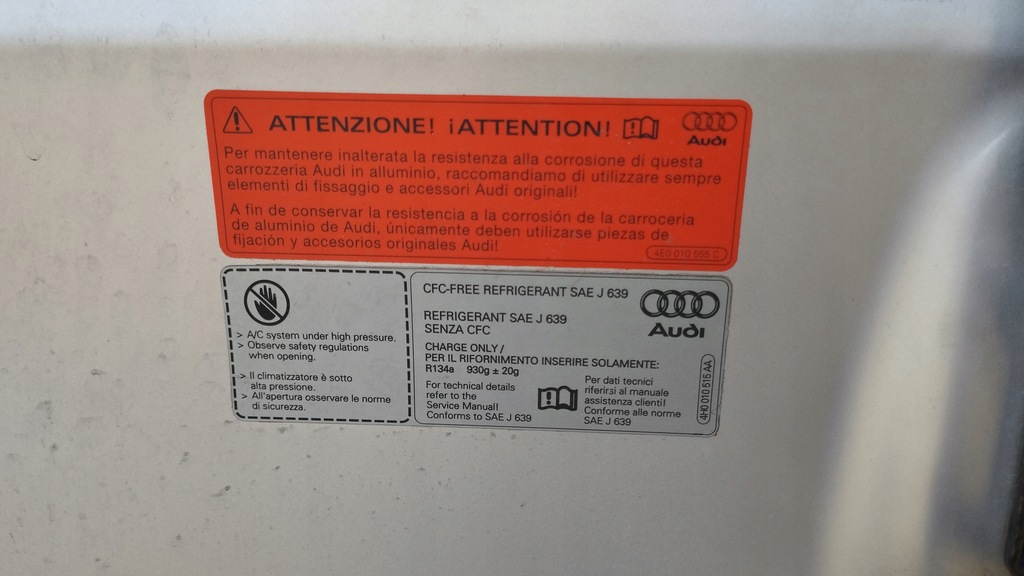 ATTENZIONE! ¡ATTENTION!
Audi
Per mantenere inalterata la resistenza alla corrosione di questa
carrozzeria Audi in alluminio, raccomandiamo di utilizzare sempre
elementi di fissaggio e accessori Audi originali!
A fin de conservar la resistencia a la corrosión de la carroceria
de aluminio de Audi, únicamente deben utilizarse piezas de
fijación y accesorios originales Audi!
4E0 010 555 C
> A/C system under high pressure.
> Observe safety regulations
when opening.
> Il climatizzatore è sotto
alta pressione.
> All'apertura osservare le norme
di sicurezza.
CFC-FREE REFRIGERANT SAE J 639
REFRIGERANT SAE J 639
SENZA CFC
Audi
CHARGE ONLY /
PER IL RIFORNIMENTO INSERIRE SOLAMENTE:
R134a 930g ± 20g
For technical details
refer to the
Service Manual!
Conforms to SAE J 639
Per dati tecnici
riferirsi al manuale
assistenza clienti!
Conforme alle norme
SAE J 639
4H0 010 515 AA